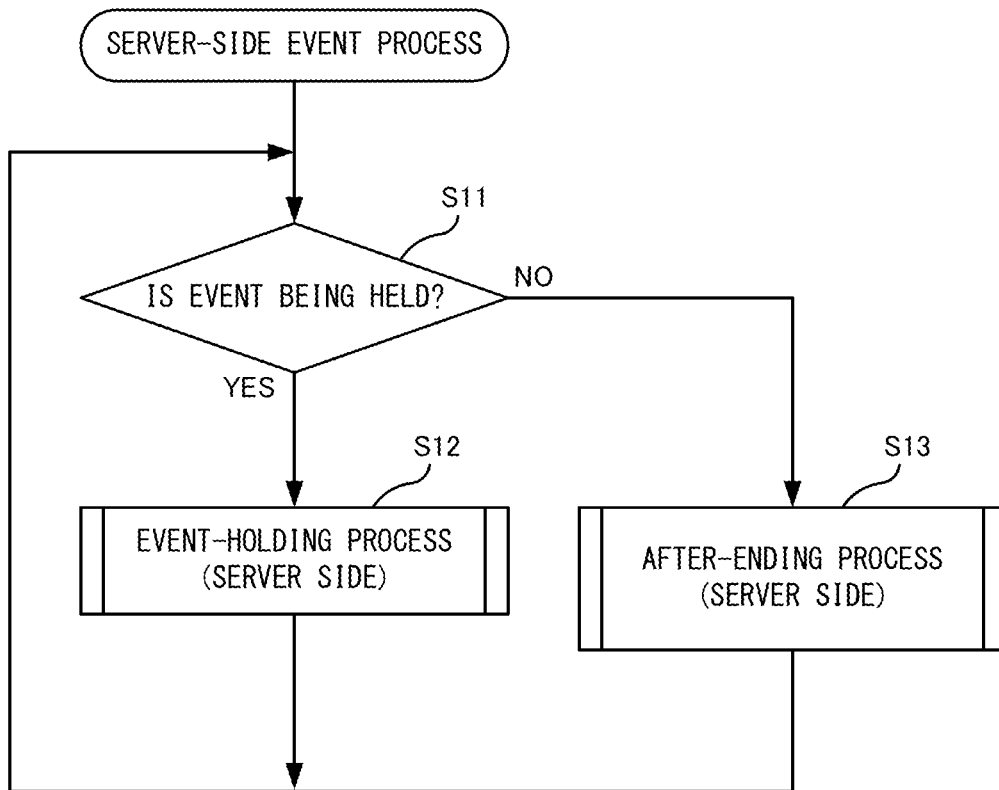 SERVER-SIDE EVENT PROCESS
S11
IS EVENT BEING HELD?
NO
YES
S12
EVENT-HOLDING PROCESS
(SERVER SIDE)
S13
AFTER-ENDING PROCESS
(SERVER SIDE)